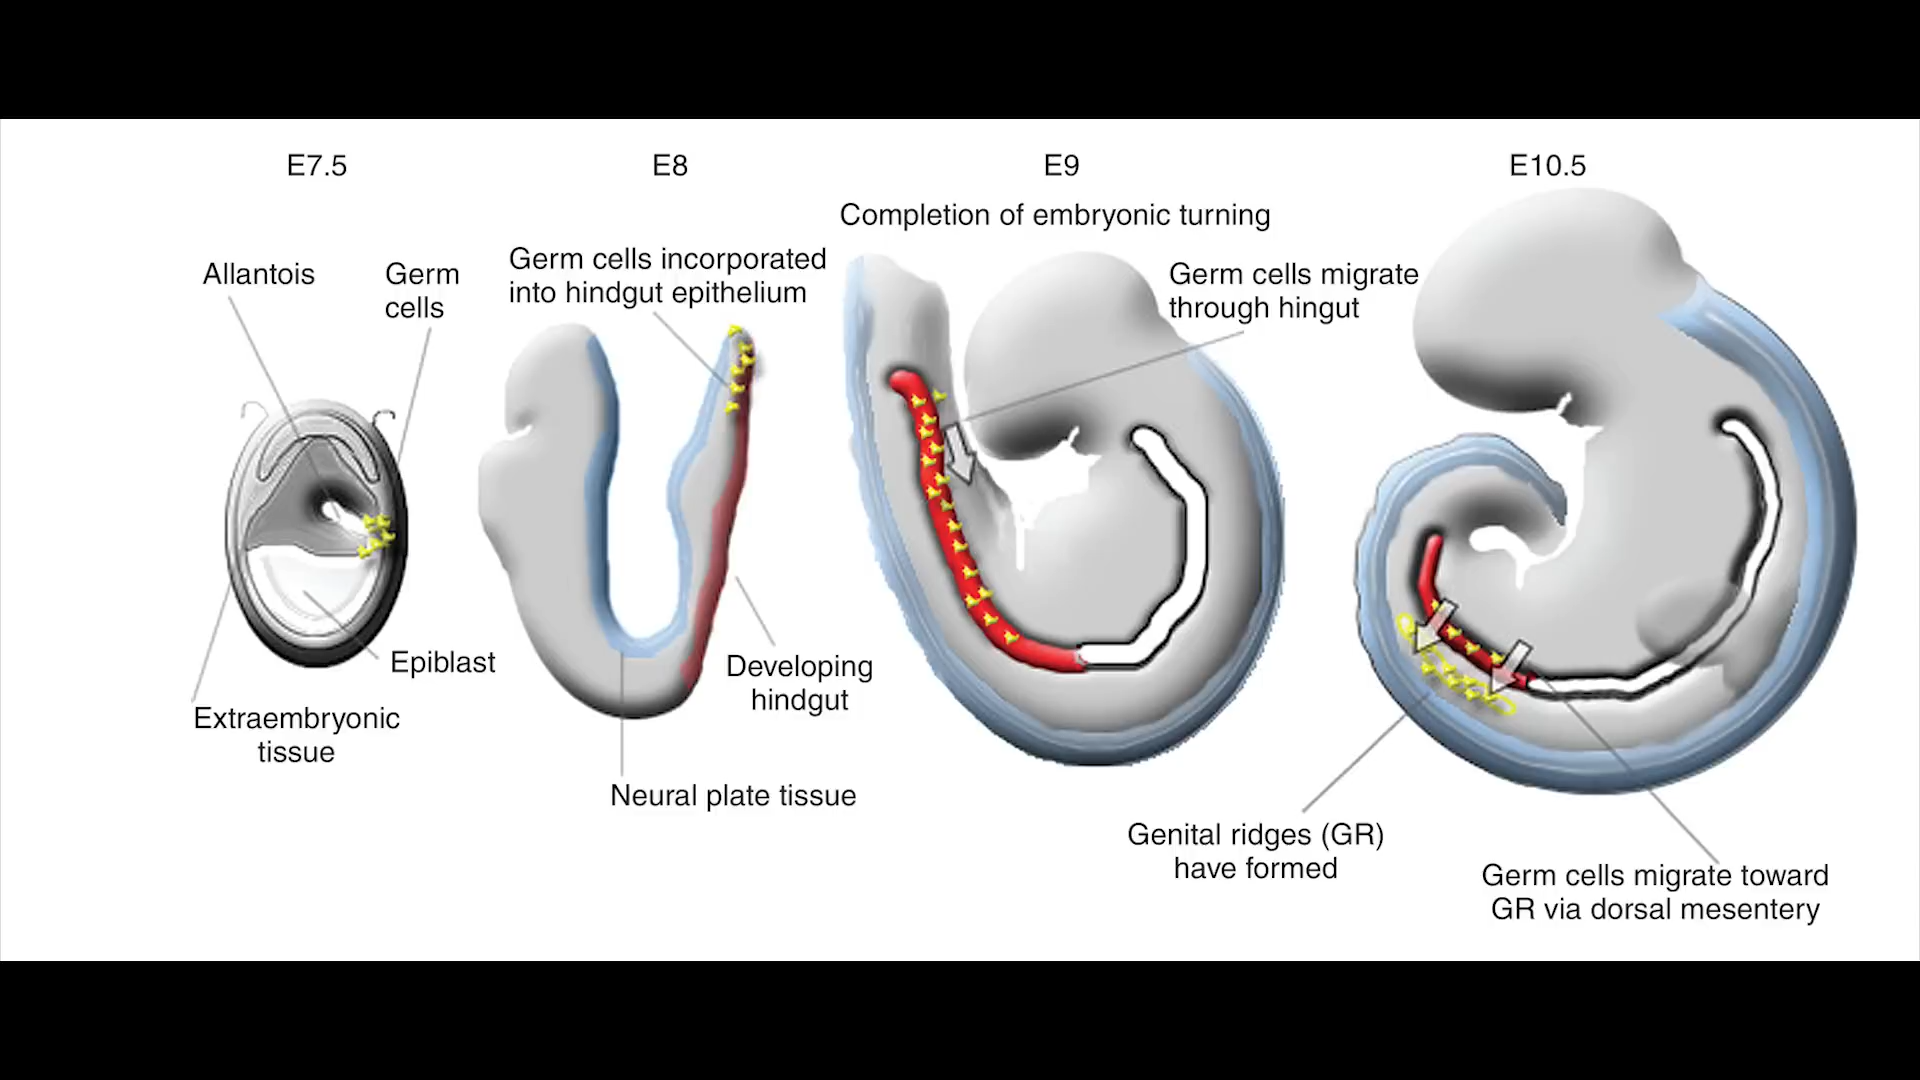 E7.5
Allantois
Germ
cells
Epiblast
Extraembryonic
tissue
E8
Germ cells incorporated
into hindgut epithelium
Developing
hindgut
Neural plate tissue
E9
Completion of embryonic turning
Germ cells migrate
through hingut
E10.5
Genital ridges (GR)
have formed
Germ cells migrate toward
GR via dorsal mesentery